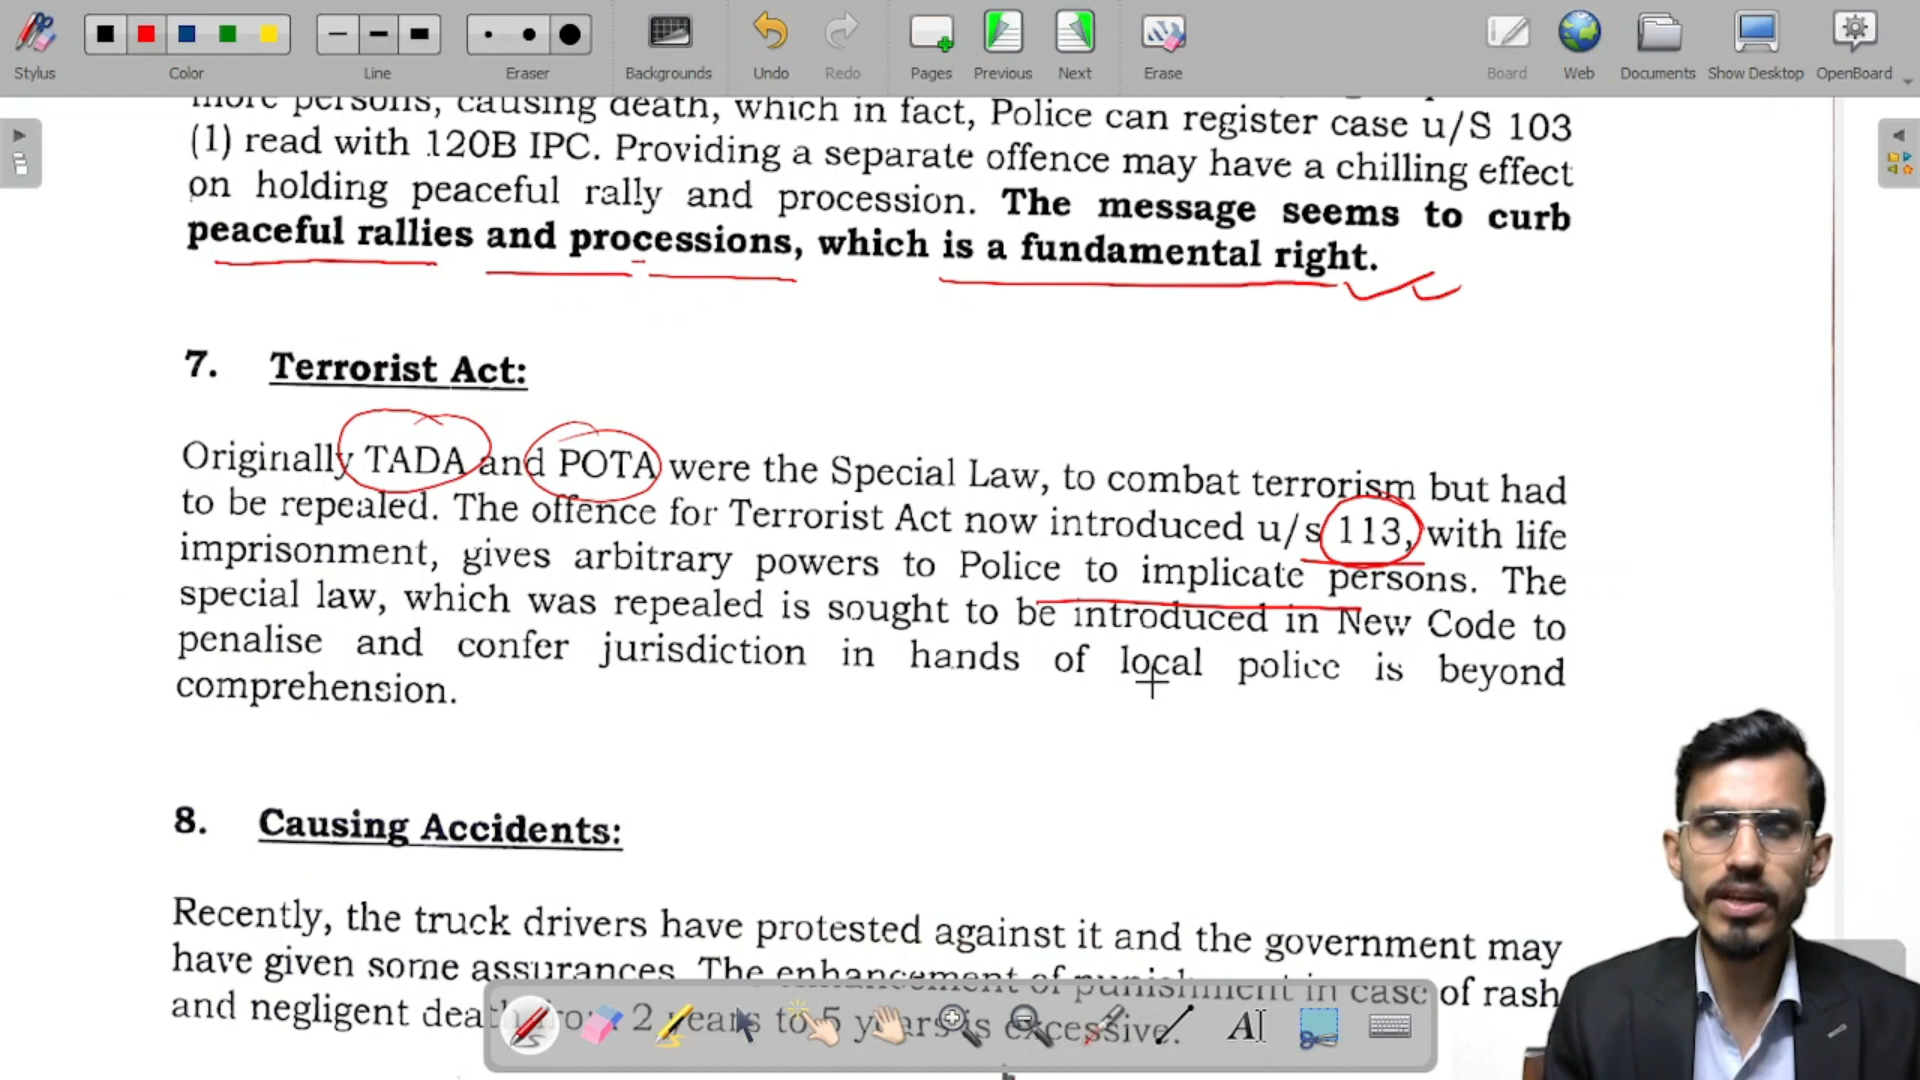 Stylus
Color
Line
Eraser
Backgrounds
Undo
Redo
Pages
Previous
Next
Erase
Board
Web
Documents
Show Desktop
OpenBoard
more persons, causing death, which in fact, Police can register case u/S 103
(1) read with 120B IPC. Providing a separate offence may have a chilling effect
on holding peaceful rally and procession. The message seems to curb
peaceful rallies and processions, which is a fundamental right.
7. Terrorist Act:
Originally TADA and POTA were the Special Law, to combat terrorism but had
to be repealed. The offence for Terrorist Act now introduced u/s 113, with life
imprisonment, gives arbitrary powers to Police to implicate persons. The
special law, which was repealed is sought to be introduced in New Code to
penalise and confer jurisdiction in hands of local police is beyond
comprehension.
8. Causing Accidents:
Recently, the truck drivers have protested against it and the government may
have given some assurances. The enhancement of punishment in case of rash
and negligent death from 2 years to 5 years is excessive.
AI